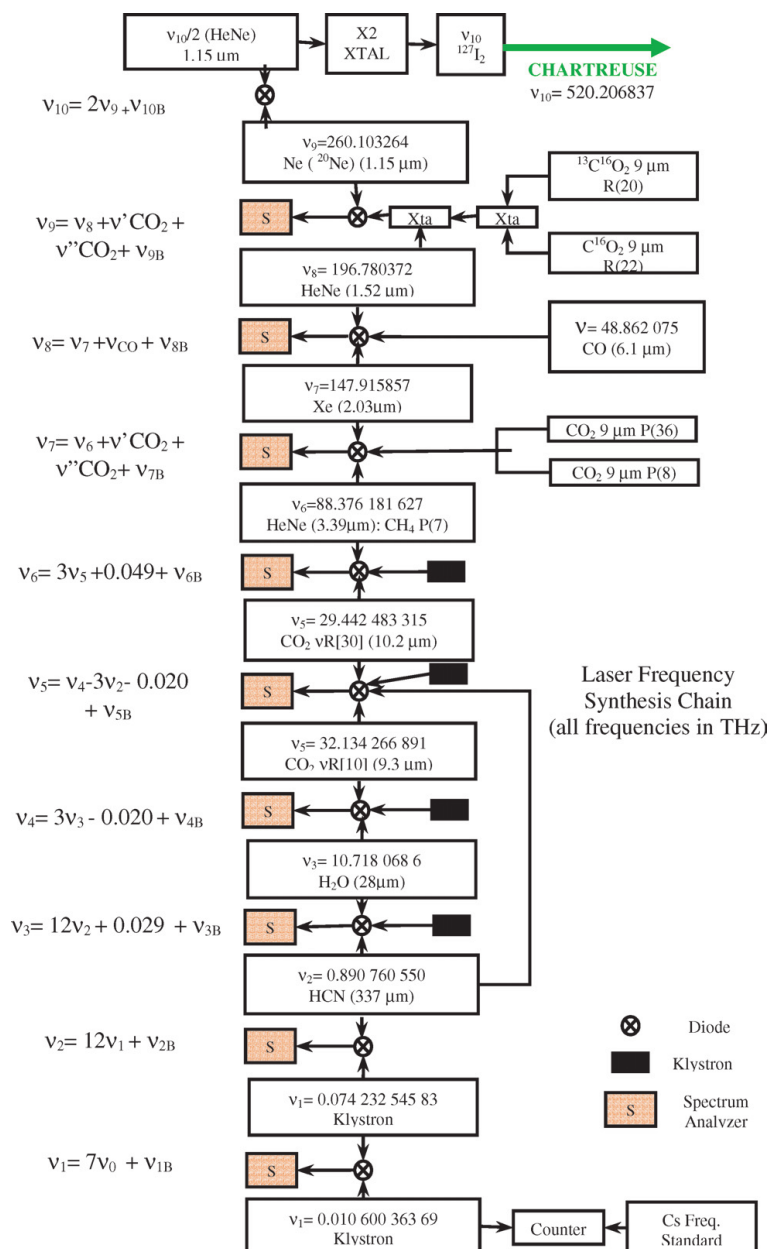 ν₁₀/2 (HeNe)
1.15 μm
X2
XTAL
ν₁₀
¹²⁷I₂
CHARTREUSE
ν₁₀= 520.206837
ν₁₀= 2ν₉ ₊ν₁₀B
ν₉=260.103264
Ne ( ²⁰Ne) (1.15 μm)
¹³C¹⁶O₂ 9 μm
R(20)
ν₉= ν₈ +ν’CO₂ +
ν”CO₂+ ν₉B
S
Xta
Xta
C¹⁶O₂ 9 μm
R(22)
ν₈= 196.780372
HeNe (1.52 μm)
ν₈= ν₇ +νCO + ν₈B
S
ν= 48.862 075
CO (6.1 μm)
ν₇=147.915857
Xe (2.03μm)
ν₇= ν₆ +ν’CO₂ +
ν”CO₂+ ν₇B
S
CO₂ 9 μm P(36)
CO₂ 9 μm P(8)
ν₆=88.376 181 627
HeNe (3.39μm): CH₄ P(7)
ν₆= 3ν₅ +0.049+ ν₆B
S
ν₅= 29.442 483 315
CO₂ νR[30] (10.2 μm)
ν₅= ν₄-3ν₂- 0.020
+ ν₅B
S
Laser Frequency
Synthesis Chain
(all frequencies in THz)
ν₅= 32.134 266 891
CO₂ νR[10] (9.3 μm)
ν₄= 3ν₃ - 0.020 + ν₄B
S
ν₃= 10.718 068 6
H₂O (28μm)
ν₃= 12ν₂ + 0.029 + ν₃B
S
ν₂= 0.890 760 550
HCN (337 μm)
ν₂= 12ν₁ + ν₂B
S
Diode
Klystron
S
Spectrum
Analyzer
ν₁= 0.074 232 545 83
Klystron
ν₁= 7ν₀ + ν₁B
S
ν₁= 0.010 600 363 69
Klystron
Counter
Cs Freq.
Standard